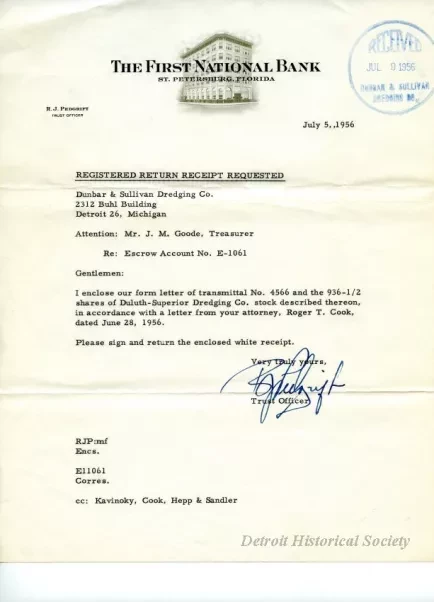 THE FIRST NATIONAL BANK
ST. PETERSBURG, FLORIDA
RECEIVED
JUL 9 1956
DUNBAR & SULLIVAN
DREDGING CO.
R. J. PEDGRIFT
TRUST OFFICER
July 5,,1956
REGISTERED RETURN RECEIPT REQUESTED
Dunbar & Sullivan Dredging Co.
2312 Buhl Building
Detroit 26, Michigan
Attention: Mr. J. M. Goode, Treasurer
Re: Escrow Account No. E-1061
Gentlemen:
I enclose our form letter of transmittal No. 4566 and the 936-1/2
shares of Duluth-Superior Dredging Co. stock described thereon,
in accordance with a letter from your attorney, Roger T. Cook,
dated June 28, 1956.
Please sign and return the enclosed white receipt.
Very truly yours,
RJPedgrift
Trust Officer
RJP:mf
Encs.
E11061
Corres.
cc: Kavinoky, Cook, Hepp & Sandler
Detroit Historical Society